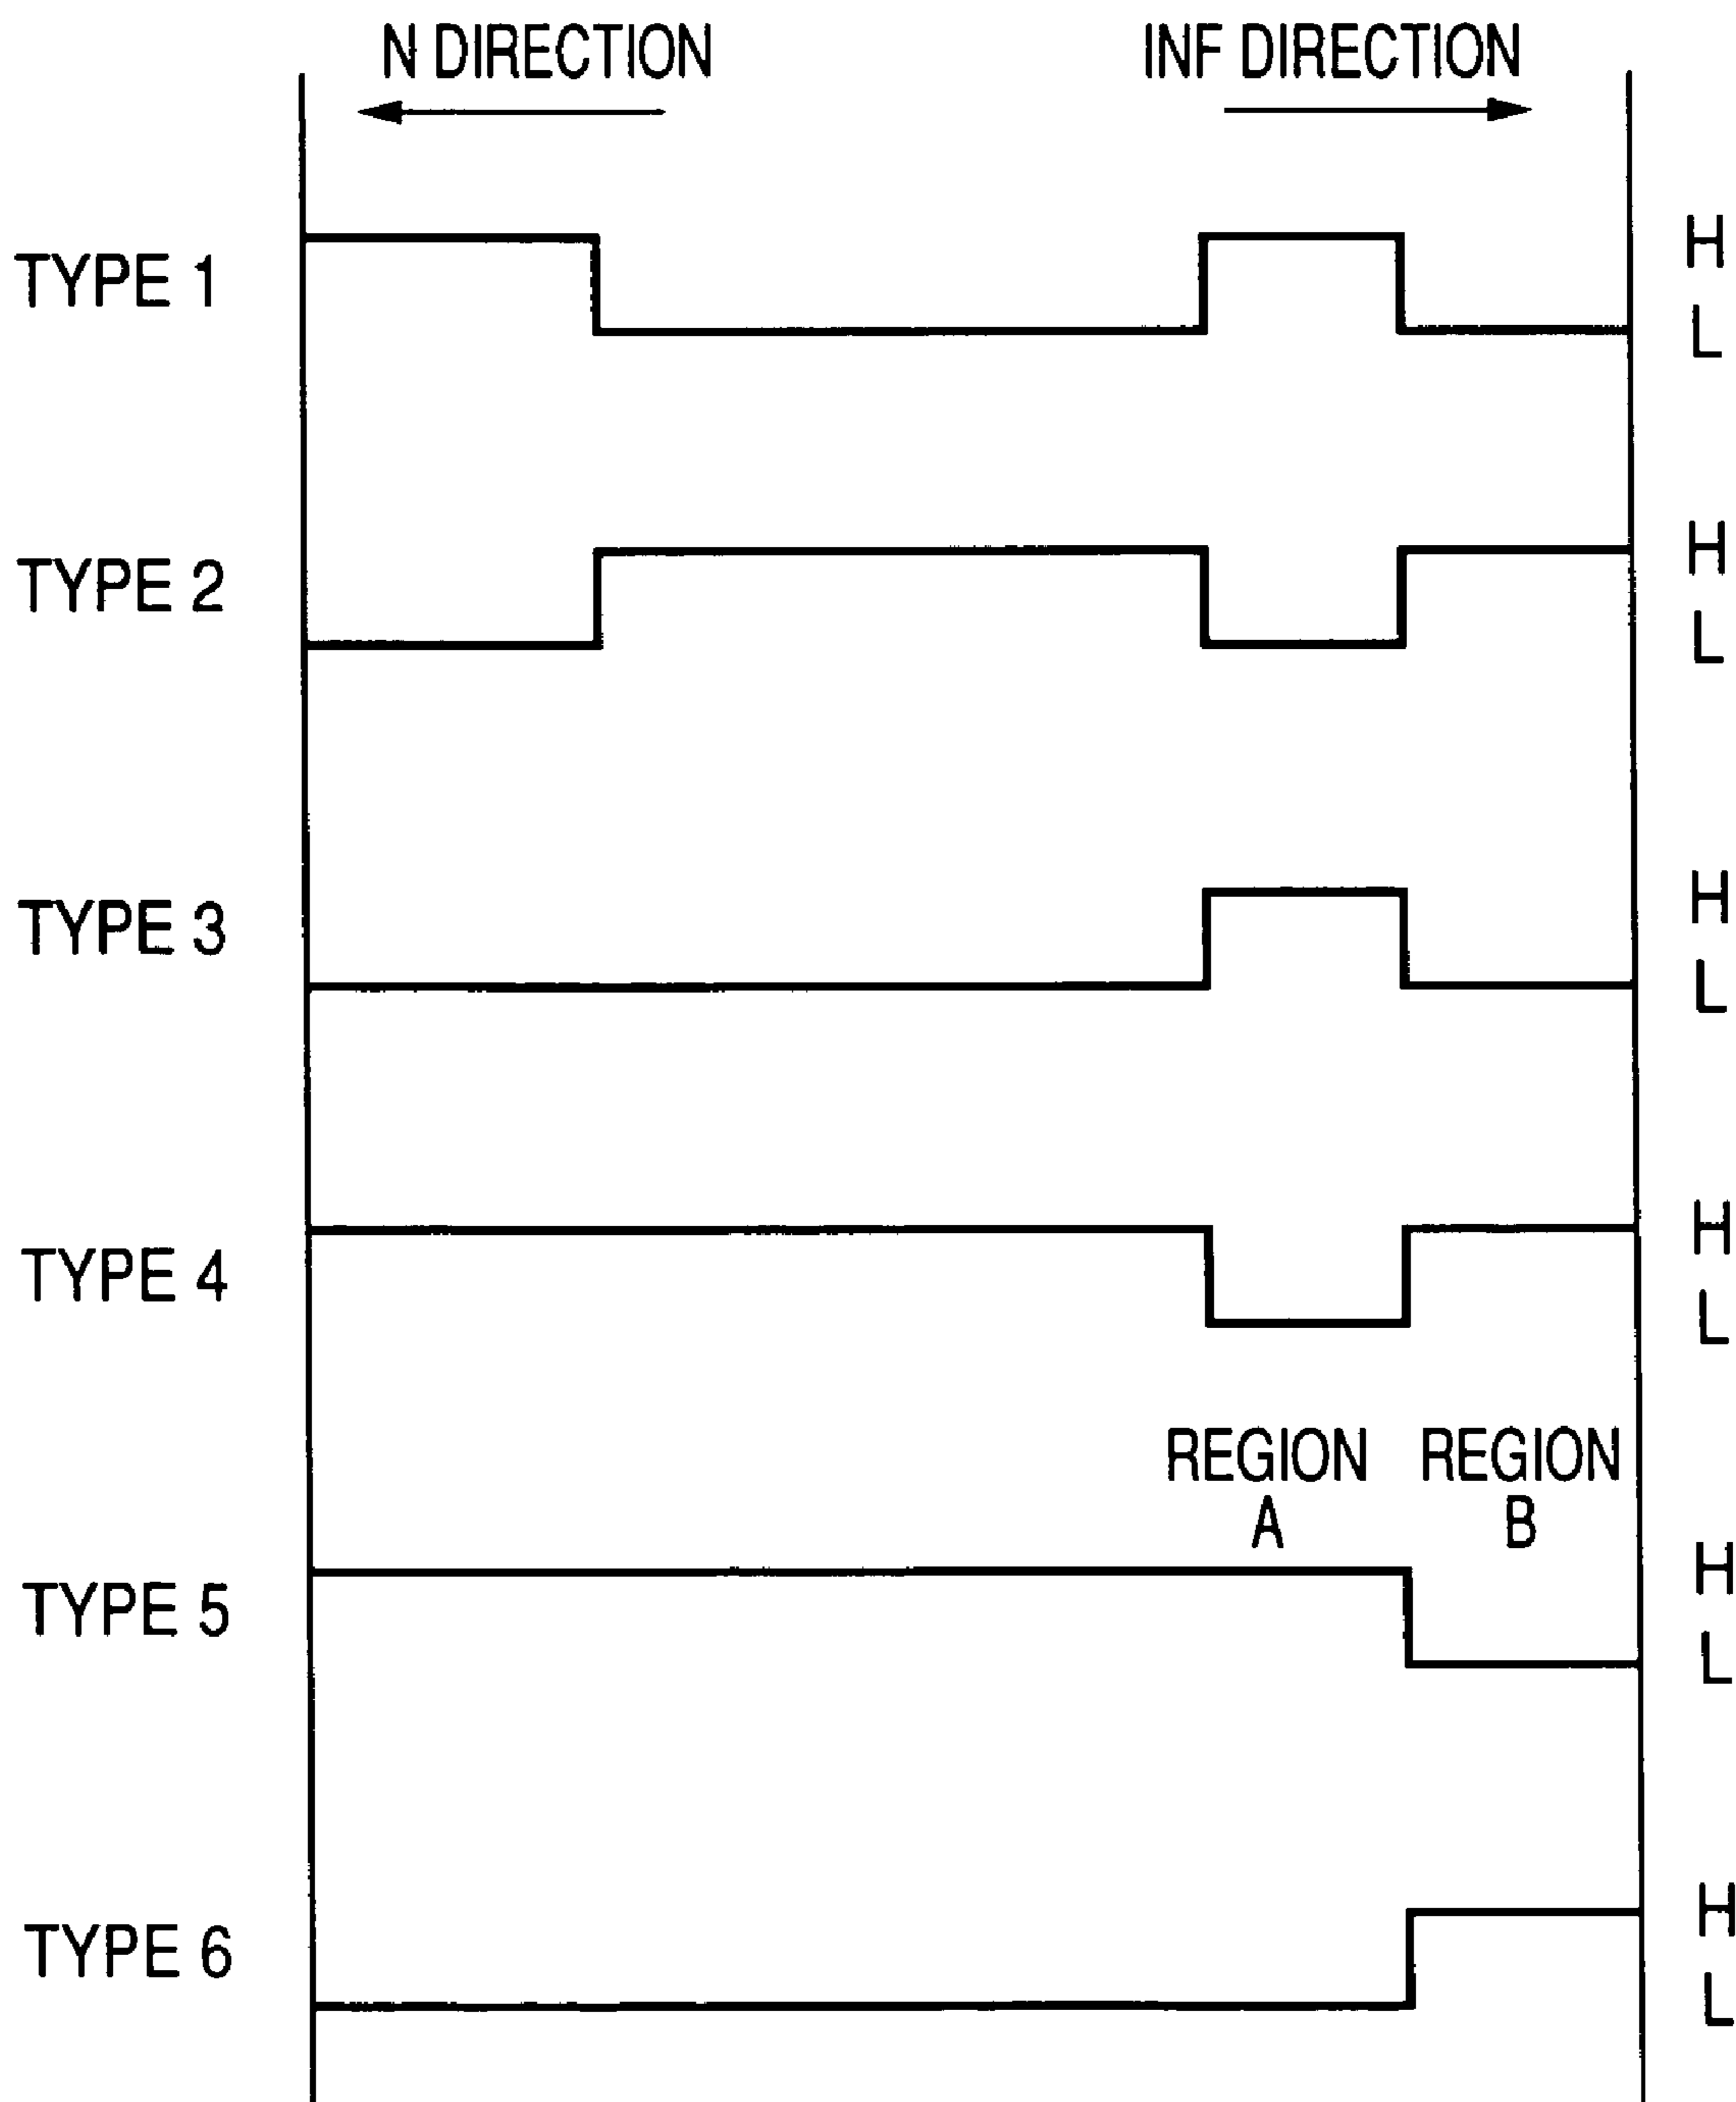 N DIRECTION INF DIRECTION
TYPE 1 H
L
TYPE 2 H
L
TYPE 3 H
L
TYPE 4 H
L
REGION A REGION B
TYPE 5 H
L
TYPE 6 H
L